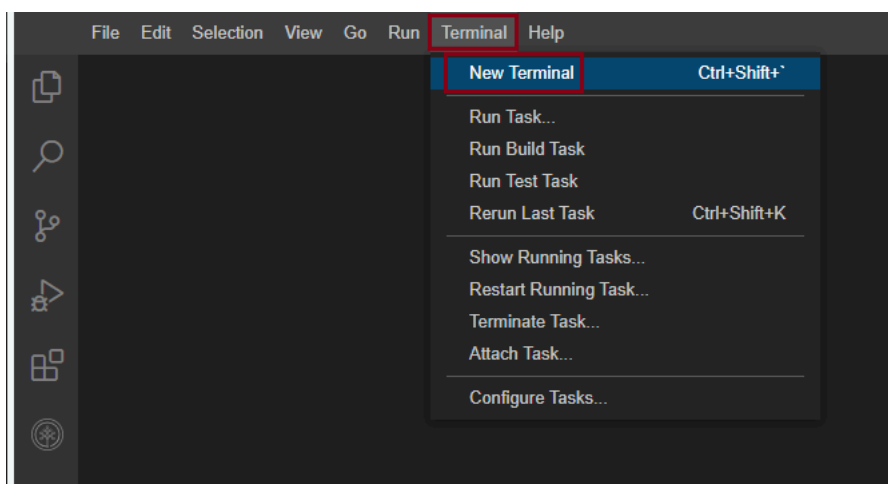 File Edit Selection View Go Run Terminal Help
New Terminal Ctrl+Shift+`
Run Task...
Run Build Task
Run Test Task
Rerun Last Task Ctrl+Shift+K
Show Running Tasks...
Restart Running Task...
Terminate Task...
Attach Task...
Configure Tasks...